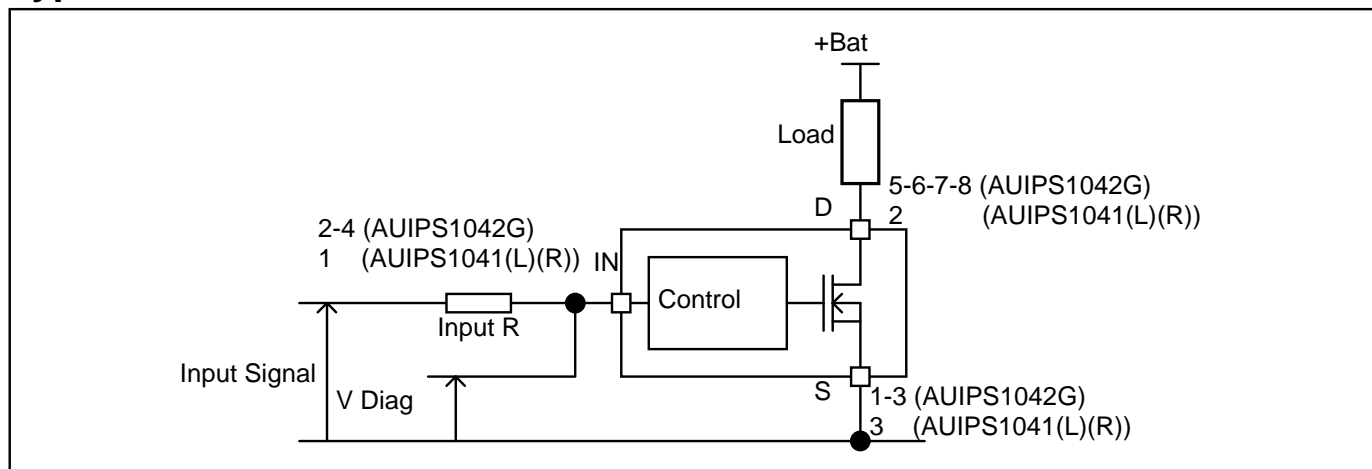 +Bat
Load
5-6-7-8 (AUIPS1042G)
D
2 (AUIPS1041(L)(R))
2-4 (AUIPS1042G)
1 (AUIPS1041(L)(R))
IN
Control
Input R
Input Signal
V Diag
S
1-3 (AUIPS1042G)
3 (AUIPS1041(L)(R))